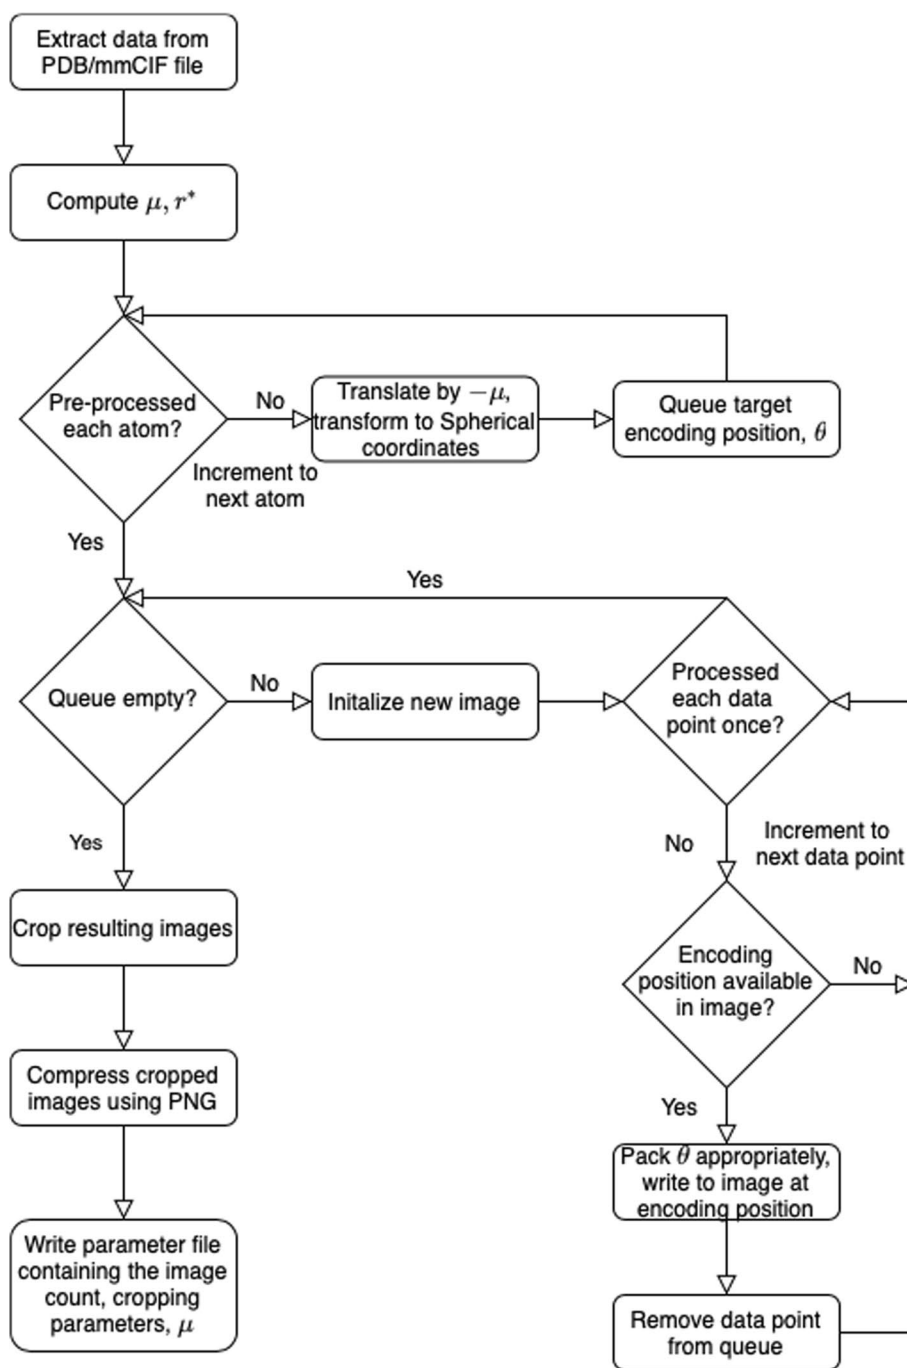 Extract data from
PDB/mmCIF file
Compute μ, r*
Pre-processed
each atom?
No
Increment to
next atom
Translate by −μ,
transform to Spherical
coordinates
Queue target
encoding position, θ
Yes
Yes
Queue empty?
No
Initalize new image
Processed
each data
point once?
Yes
No
Increment to
next data point
Crop resulting images
Encoding
position available
in image?
No
Compress cropped
images using PNG
Yes
Pack θ appropriately,
write to image at
encoding position
Write parameter file
containing the image
count, cropping
parameters, μ
Remove data point
from queue